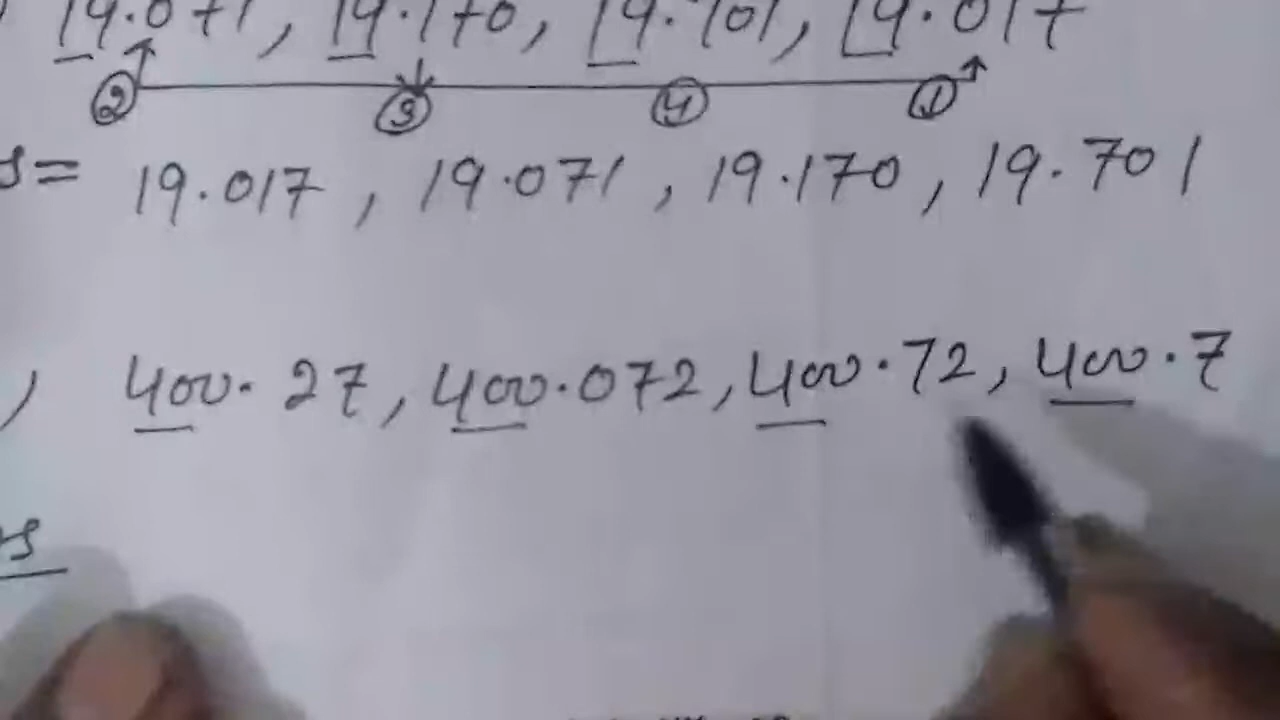 19.071, 19.170, 19.701, 19.017
2 3 4 1
s= 19.017, 19.071, 19.170, 19.701
, 400.27, 400.072, 400.72, 400.7
s